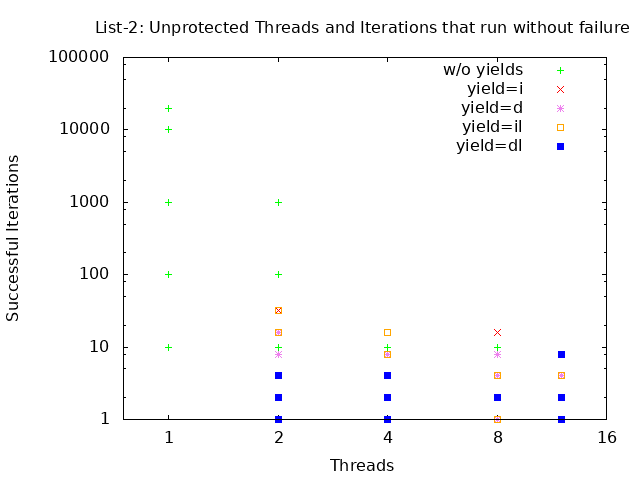 List-2: Unprotected Threads and Iterations that run without failure
100000
10000
1000
100
10
1
Successful Iterations
w/o yields
yield=i
yield=d
yield=il
yield=dl
1
2
4
8
16
Threads